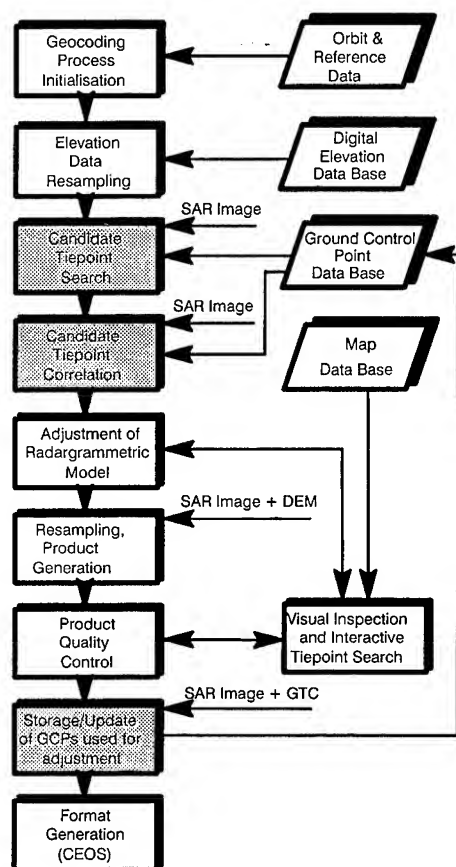 Geocoding
Process
Initialisation
Orbit &
Reference
Data
Elevation
Data
Resampling
Digital
Elevation
Data Base
SAR Image
Candidate
Tiepoint
Search
Ground Control
Point
Data Base
SAR Image
Candidate
Tiepoint
Correlation
Map
Data Base
Adjustment of
Radargrammetric
Model
SAR Image + DEM
Resampling,
Product
Generation
Product
Quality
Control
Visual Inspection
and Interactive
Tiepoint Search
SAR Image + GTC
Storage/Update
of GCPs used for
adjustment
Format
Generation
(CEOS)